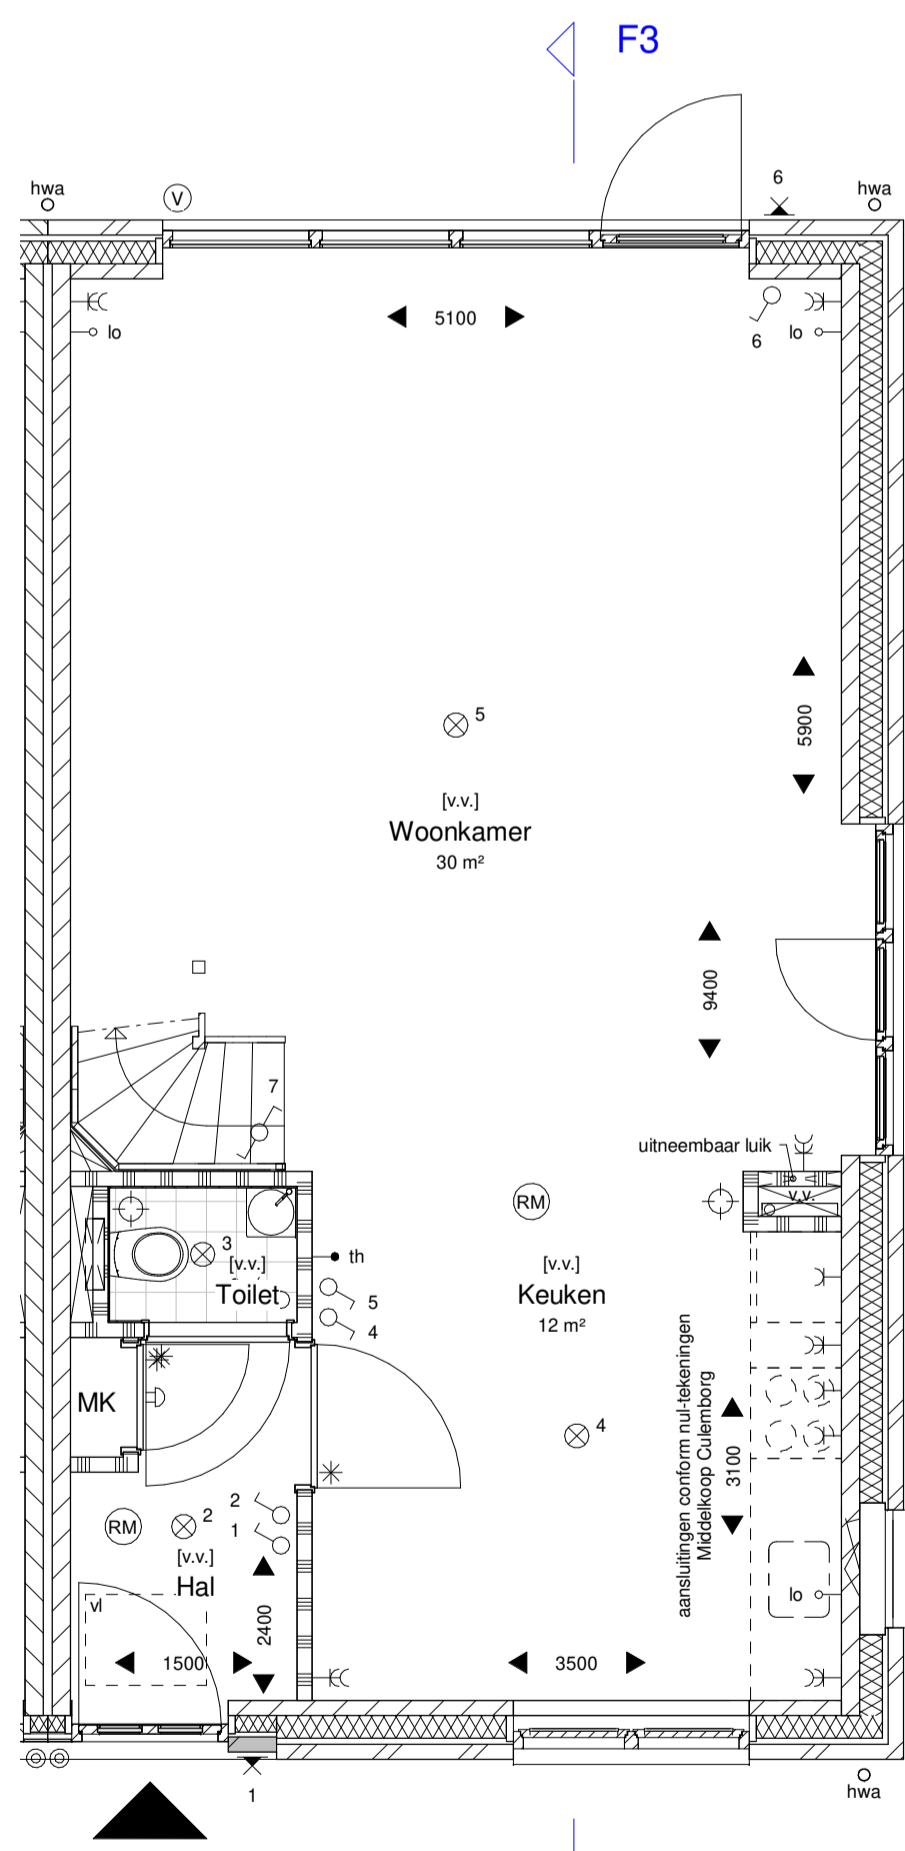 F3
hwa
V
6
hwa
lo
5100
6
lo
5900
5
[v.v.]
Woonkamer
30 m²
9400
7
uitneembaar luik
v.v.
RM
3
[v.v.]
Toilet
th
5
4
[v.v.]
Keuken
12 m²
aansluitingen conform nul-tekeningen
Middelkoop Culemborg
3100
MK
4
2
1
RM
2
[v.v.]
Hal
vl
2400
1500
3500
lo
1
hwa